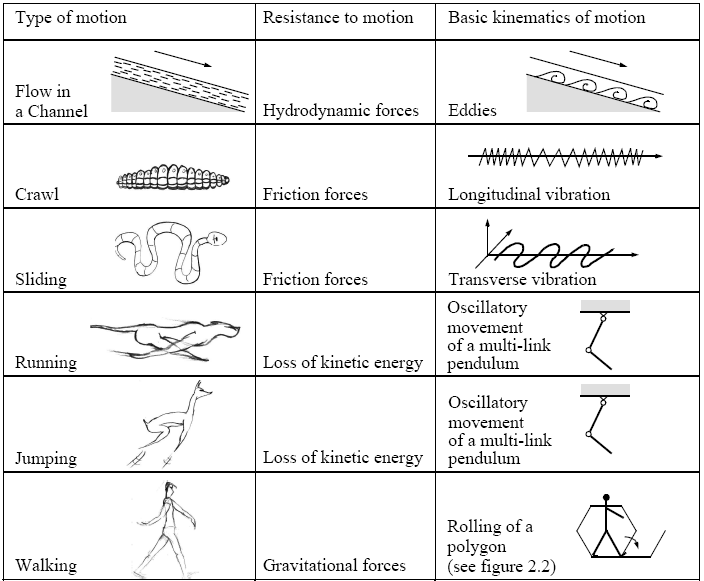 Type of motion
Resistance to motion
Basic kinematics of motion
Flow in
a Channel
Hydrodynamic forces
Eddies
Crawl
Friction forces
Longitudinal vibration
Sliding
Friction forces
Transverse vibration
Running
Loss of kinetic energy
Oscillatory
movement
of a multi-link
pendulum
Jumping
Loss of kinetic energy
Oscillatory
movement
of a multi-link
pendulum
Walking
Gravitational forces
Rolling of a
polygon
(see figure 2.2)